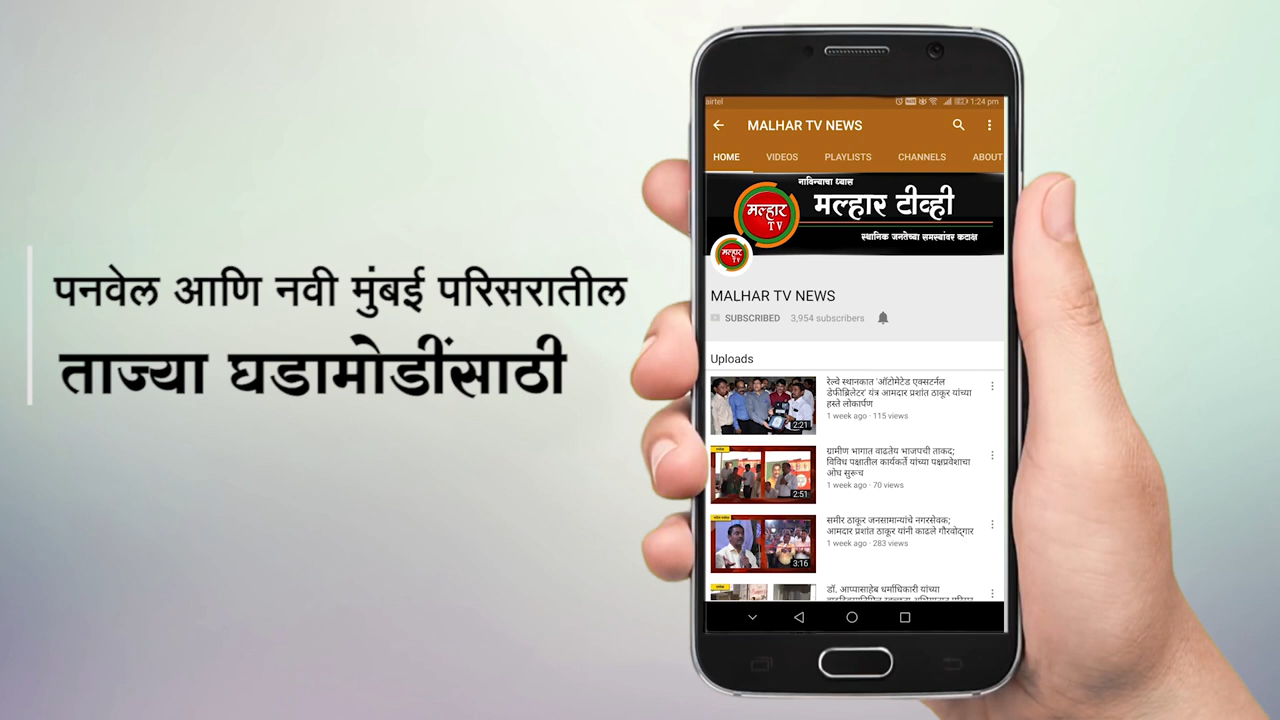 पनवेल आणि नवी मुंबई परिसरातील
ताज्या घडामोडींसाठी
airtel
1:24 pm
MALHAR TV NEWS
HOME VIDEOS PLAYLISTS CHANNELS ABOUT
नाविन्याचा ध्यास
मल्हार टीव्ही
मल्हार
TV
स्थानिक जनतेच्या समस्यांवर कटाक्ष
मल्हार
TV
MALHAR TV NEWS
SUBSCRIBED 3,954 subscribers
Uploads
रेल्वे स्थानकात 'ऑटोमेटेड एक्सटर्नल
डेफीब्रिलेटर' यंत्र आमदार प्रशांत ठाकूर यांच्या
हस्ते लोकार्पण
1 week ago · 115 views
2:21
ग्रामीण भागात वाढतेय भाजपची ताकद;
विविध पक्षातील कार्यकर्ते यांच्या पक्षप्रवेशाचा
ओघ सुरूच
1 week ago · 70 views
2:51
समीर ठाकूर जनसामान्यांचे नगरसेवक;
आमदार प्रशांत ठाकूर यांनी काढले गौरवोद्गार
1 week ago · 283 views
3:16
डॉ. आप्पासाहेब धर्माधिकारी यांच्या